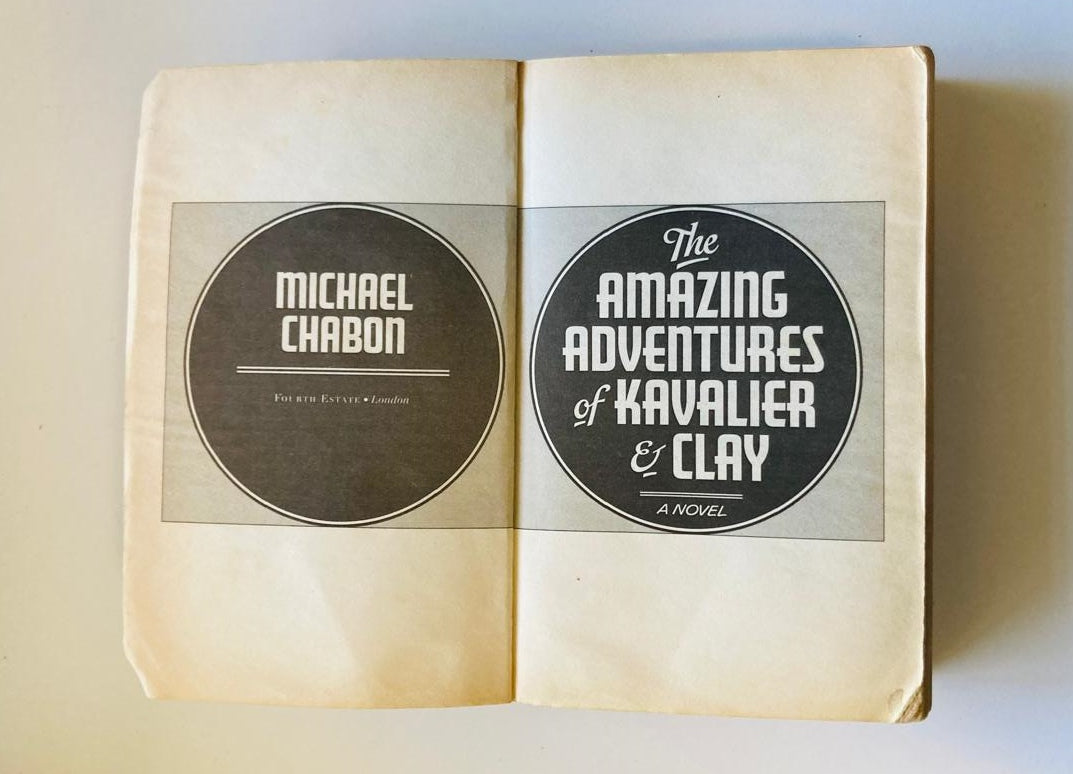 MICHAEL
CHABON
FOURTH ESTATE • London
The
AMAZING
ADVENTURES
of KAVALIER
& CLAY
A NOVEL